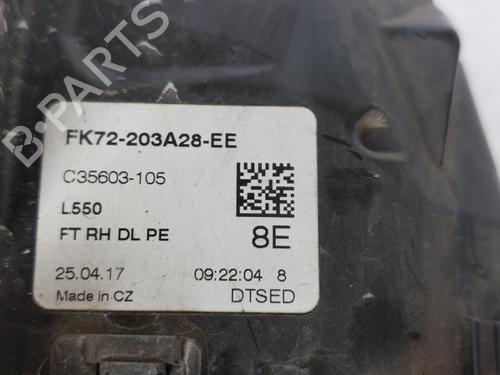 B-PARTS
FK72-203A28-EE
C35603-105
L550
FT RH DL PE
8E
25.04.17 09:22:04 8
Made in CZ DTSED